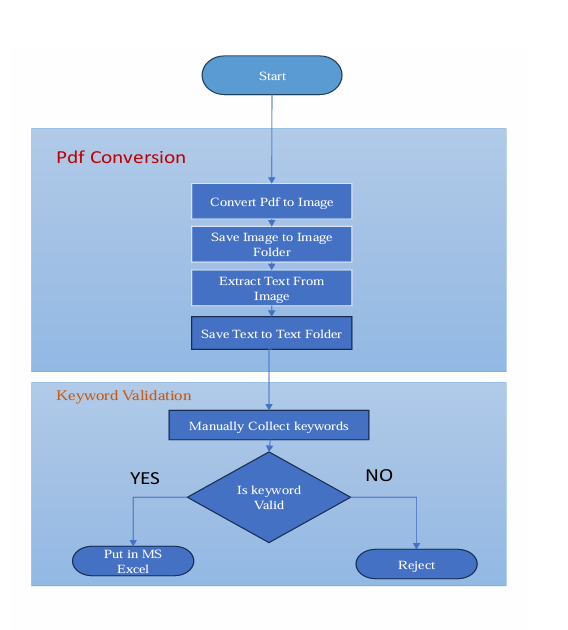 Start
Pdf Conversion
Convert Pdf to Image
Save Image to Image
Folder
Extract Text From
Image
Save Text to Text Folder
Keyword Validation
Manually Collect keywords
Is keyword
Valid
YES
NO
Put in MS
Excel
Reject